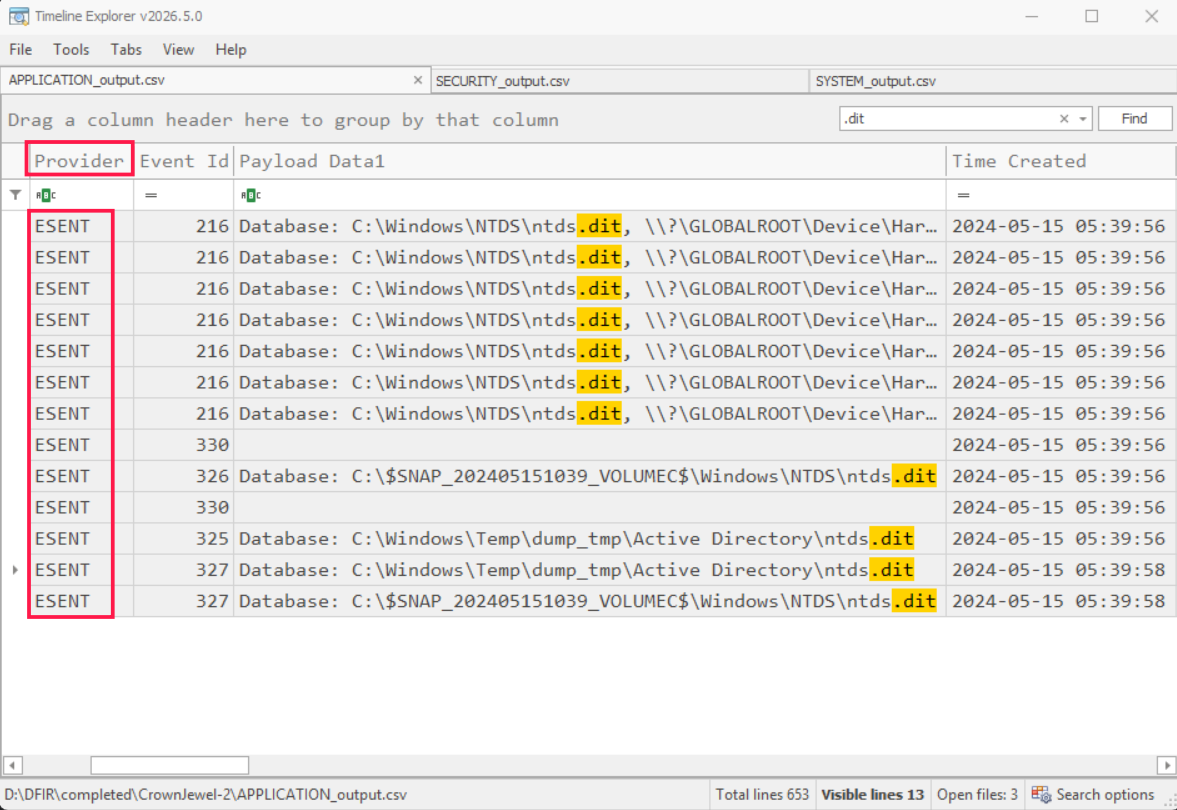 Timeline Explorer v2026.5.0
File Tools Tabs View Help
APPLICATION_output.csv SECURITY_output.csv SYSTEM_output.csv
Drag a column header here to group by that column .dit Find
Provider Event Id Payload Data1 Time Created
ABC = ABC =
ESENT 216 Database: C:\Windows\NTDS\ntds.dit, \\?\GLOBALROOT\Device\Har… 2024-05-15 05:39:56
ESENT 216 Database: C:\Windows\NTDS\ntds.dit, \\?\GLOBALROOT\Device\Har… 2024-05-15 05:39:56
ESENT 216 Database: C:\Windows\NTDS\ntds.dit, \\?\GLOBALROOT\Device\Har… 2024-05-15 05:39:56
ESENT 216 Database: C:\Windows\NTDS\ntds.dit, \\?\GLOBALROOT\Device\Har… 2024-05-15 05:39:56
ESENT 216 Database: C:\Windows\NTDS\ntds.dit, \\?\GLOBALROOT\Device\Har… 2024-05-15 05:39:56
ESENT 216 Database: C:\Windows\NTDS\ntds.dit, \\?\GLOBALROOT\Device\Har… 2024-05-15 05:39:56
ESENT 216 Database: C:\Windows\NTDS\ntds.dit, \\?\GLOBALROOT\Device\Har… 2024-05-15 05:39:56
ESENT 330 2024-05-15 05:39:56
ESENT 326 Database: C:\$SNAP_202405151039_VOLUMEC$\Windows\NTDS\ntds.dit 2024-05-15 05:39:56
ESENT 330 2024-05-15 05:39:56
ESENT 325 Database: C:\Windows\Temp\dump_tmp\Active Directory\ntds.dit 2024-05-15 05:39:56
ESENT 327 Database: C:\Windows\Temp\dump_tmp\Active Directory\ntds.dit 2024-05-15 05:39:58
ESENT 327 Database: C:\$SNAP_202405151039_VOLUMEC$\Windows\NTDS\ntds.dit 2024-05-15 05:39:58
D:\DFIR\completed\CrownJewel-2\APPLICATION_output.csv Total lines 653 Visible lines 13 Open files: 3 Search options